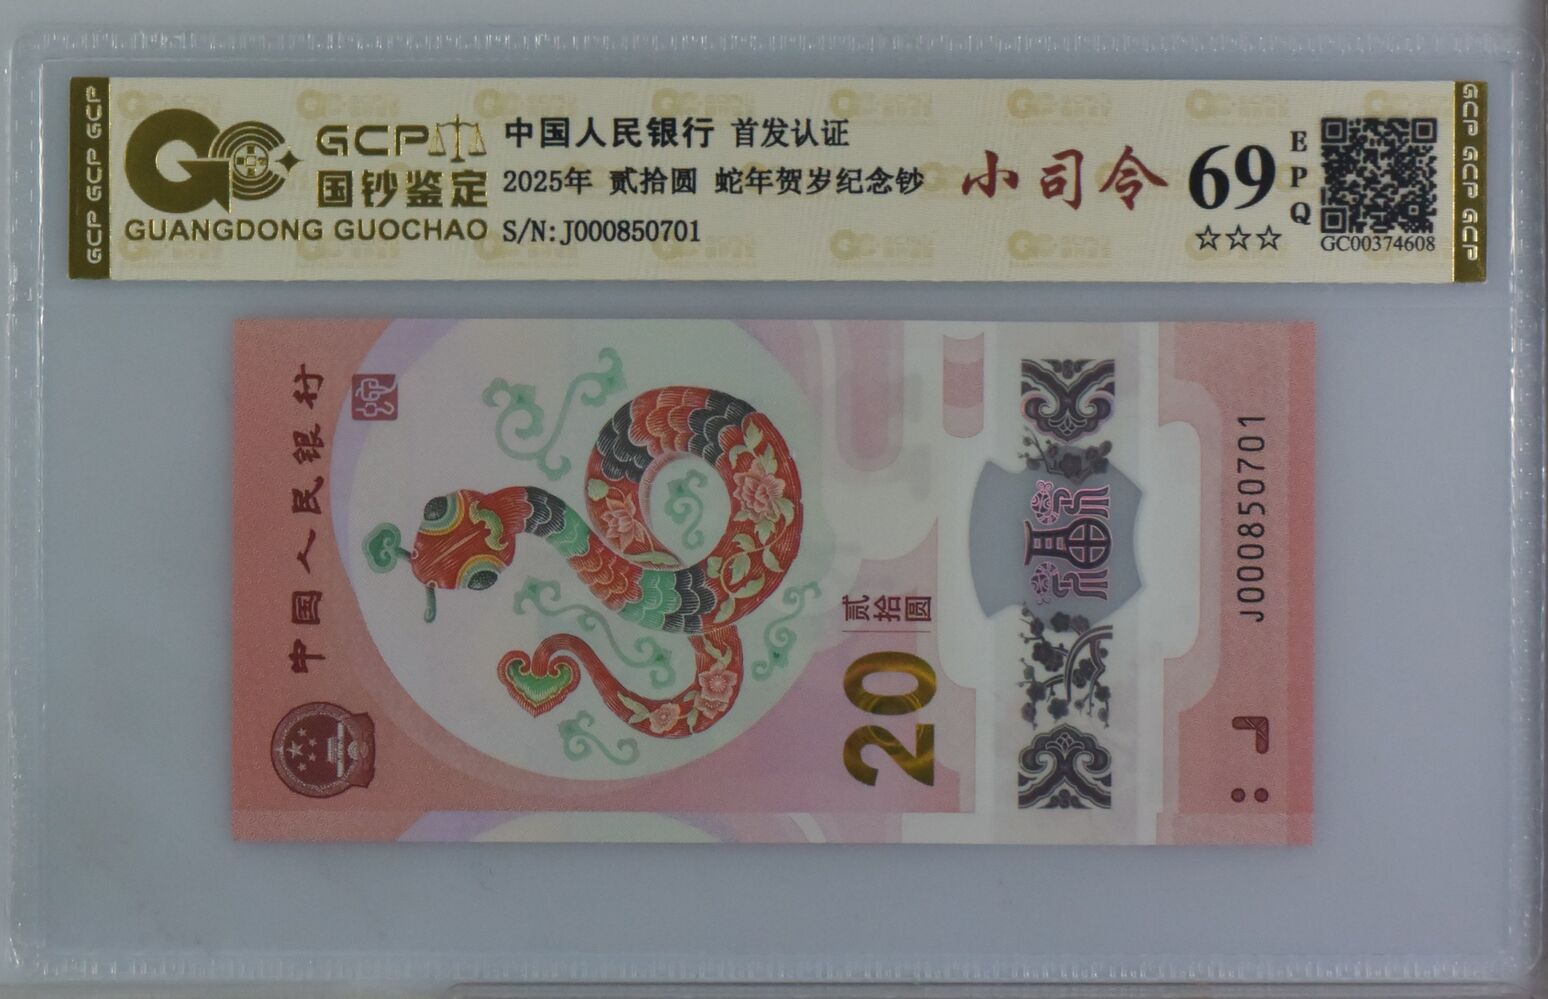 GCP
国钞鉴定
GUANGDONG GUOCHAO
中国人民银行 首发认证
2025年 贰拾圆 蛇年贺岁纪念钞
S/N:J000850701
小司令
69
EPQ
☆☆☆
GC00374608
GCP GCP GCP
GCP GCP GCP
中国人民银行
20
贰拾圆
J000850701